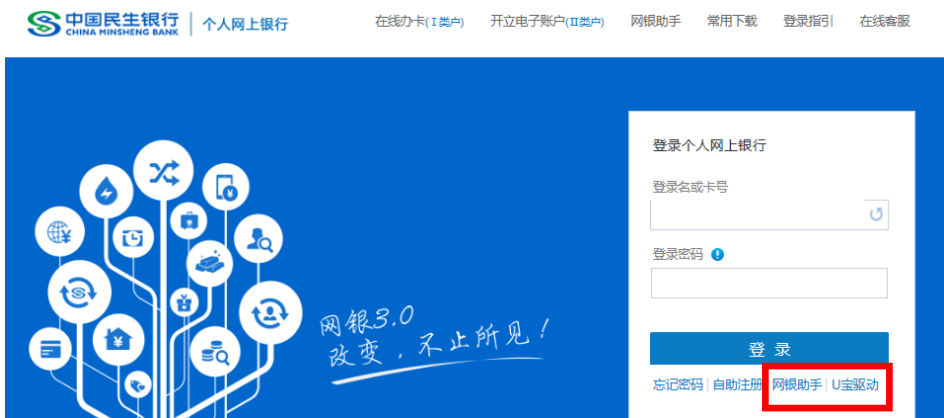 中国民生银行 个人网上银行
CHINA MINSHENG BANK
在线办卡(I类户) 开立电子账户(II类户) 网银助手 常用下载 登录指引 在线客服
登录个人网上银行
登录名或卡号
登录密码
网银3.0
改变，不止所见！
登 录
忘记密码 | 自助注册 | 网银助手 | U宝驱动